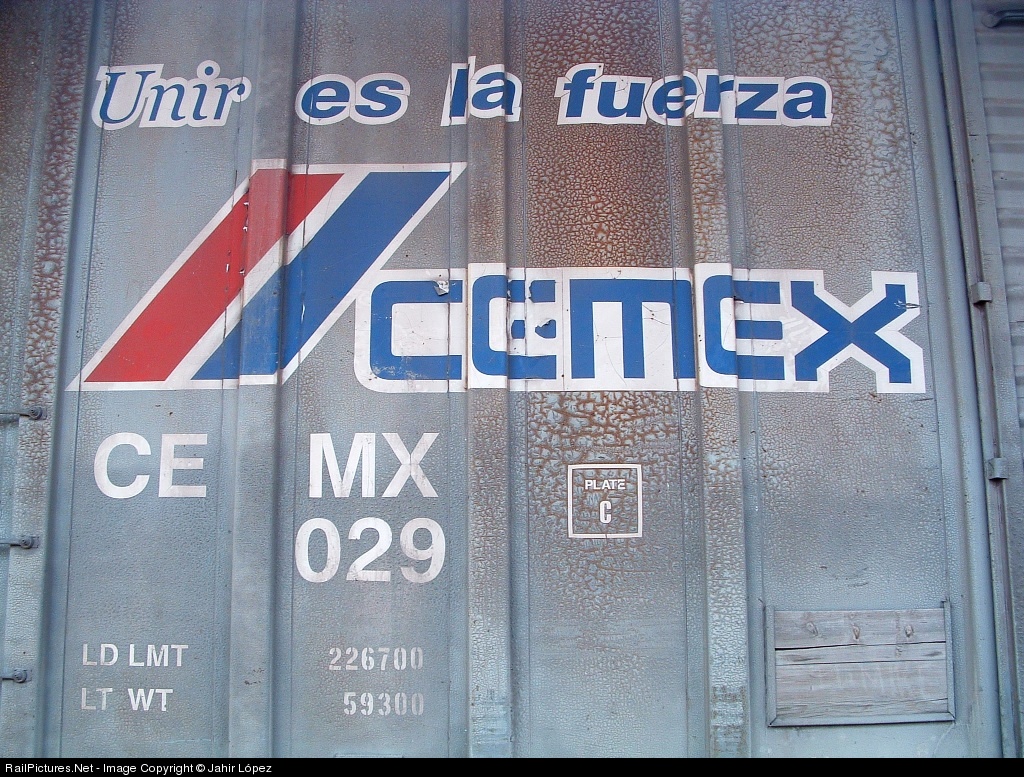 Unir es la fuerza
CEMEX
CE MX
029
PLATE
C
LD LMT 226700
LT WT 59300
RailPictures.Net - Image Copyright © Jahir López